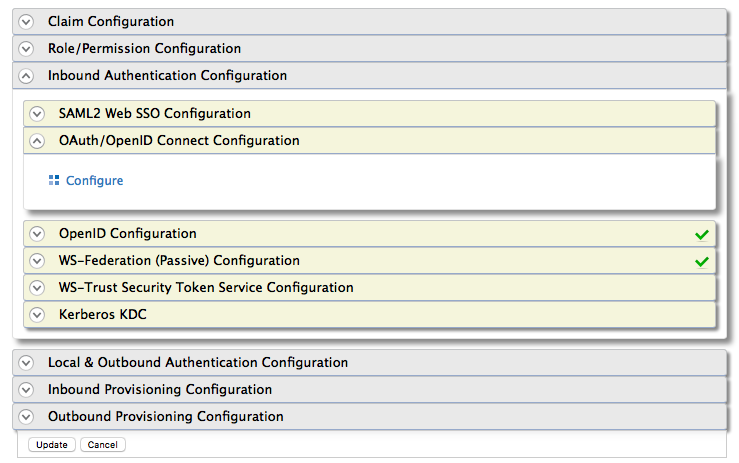 Claim Configuration
Role/Permission Configuration
Inbound Authentication Configuration
SAML2 Web SSO Configuration
OAuth/OpenID Connect Configuration
Configure
OpenID Configuration
WS-Federation (Passive) Configuration
WS-Trust Security Token Service Configuration
Kerberos KDC
Local & Outbound Authentication Configuration
Inbound Provisioning Configuration
Outbound Provisioning Configuration
Update Cancel